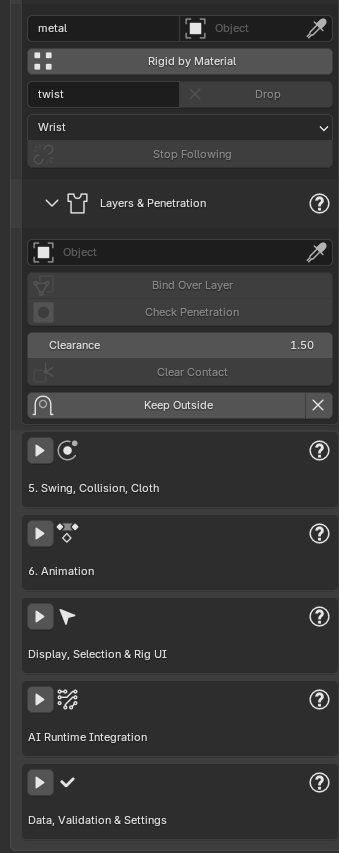 metal
Object
Rigid by Material
twist
Drop
Wrist
Stop Following
Layers & Penetration
Object
Bind Over Layer
Check Penetration
Clearance 1.50
Clear Contact
Keep Outside
5. Swing, Collision, Cloth
6. Animation
Display, Selection & Rig UI
AI Runtime Integration
Data, Validation & Settings